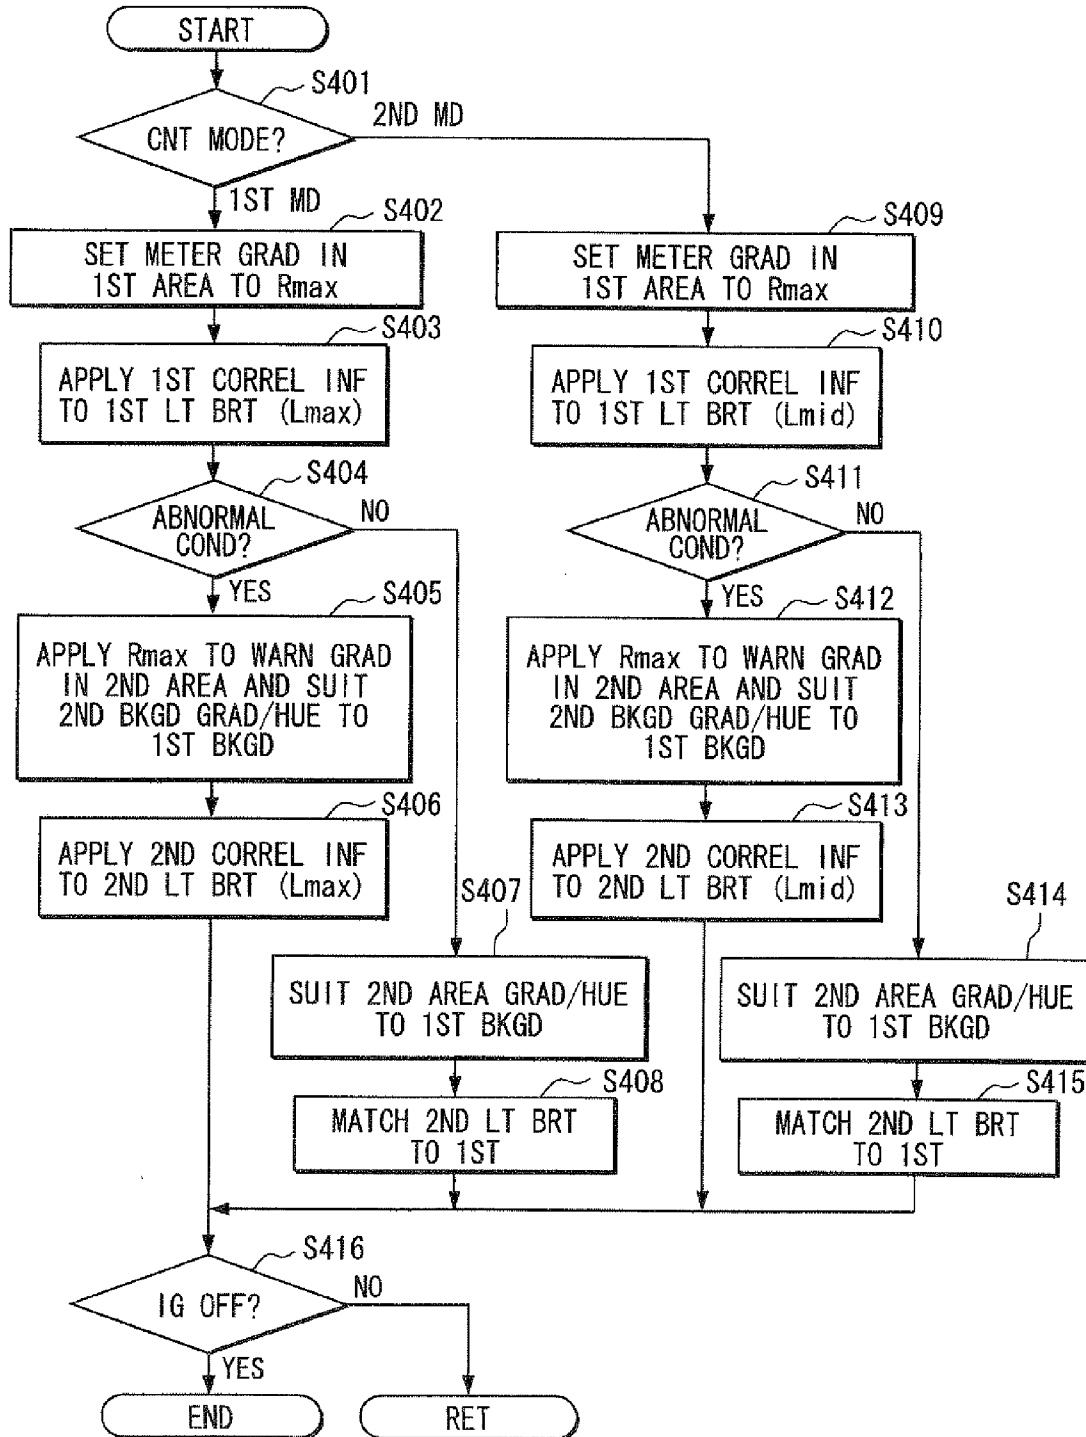 START
S401
CNT MODE?
2ND MD
1ST MD
S402
SET METER GRAD IN
1ST AREA TO Rmax
S403
APPLY 1ST CORREL INF
TO 1ST LT BRT (Lmax)
S404
ABNORMAL
COND?
NO
YES
S405
APPLY Rmax TO WARN GRAD
IN 2ND AREA AND SUIT
2ND BKGD GRAD/HUE TO
1ST BKGD
S406
APPLY 2ND CORREL INF
TO 2ND LT BRT (Lmax)
S407
SUIT 2ND AREA GRAD/HUE
TO 1ST BKGD
S408
MATCH 2ND LT BRT
TO 1ST
S409
SET METER GRAD IN
1ST AREA TO Rmax
S410
APPLY 1ST CORREL INF
TO 1ST LT BRT (Lmid)
S411
ABNORMAL
COND?
NO
YES
S412
APPLY Rmax TO WARN GRAD
IN 2ND AREA AND SUIT
2ND BKGD GRAD/HUE TO
1ST BKGD
S413
APPLY 2ND CORREL INF
TO 2ND LT BRT (Lmid)
S414
SUIT 2ND AREA GRAD/HUE
TO 1ST BKGD
S415
MATCH 2ND LT BRT
TO 1ST
S416
IG OFF?
NO
YES
END
RET